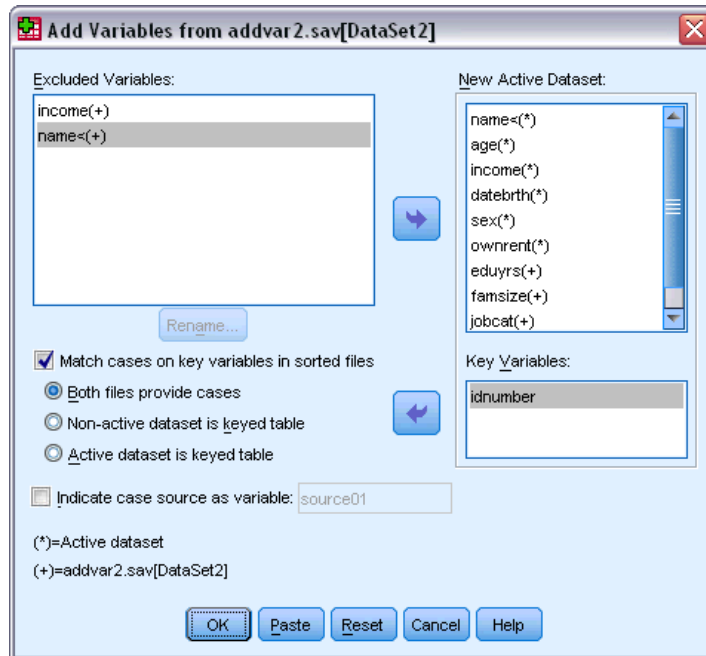 Add Variables from addvar2.sav[DataSet2]
Excluded Variables:
income(+)
name<(+)
New Active Dataset:
name<(*)
age(*)
income(*)
datebrth(*)
sex(*)
ownrent(*)
eduyrs(+)
famsize(+)
jobcat(+)
Rename...
Match cases on key variables in sorted files
Both files provide cases
Non-active dataset is keyed table
Active dataset is keyed table
Key Variables:
idnumber
Indicate case source as variable: source01
(*)=Active dataset
(+)=addvar2.sav[DataSet2]
OK Paste Reset Cancel Help